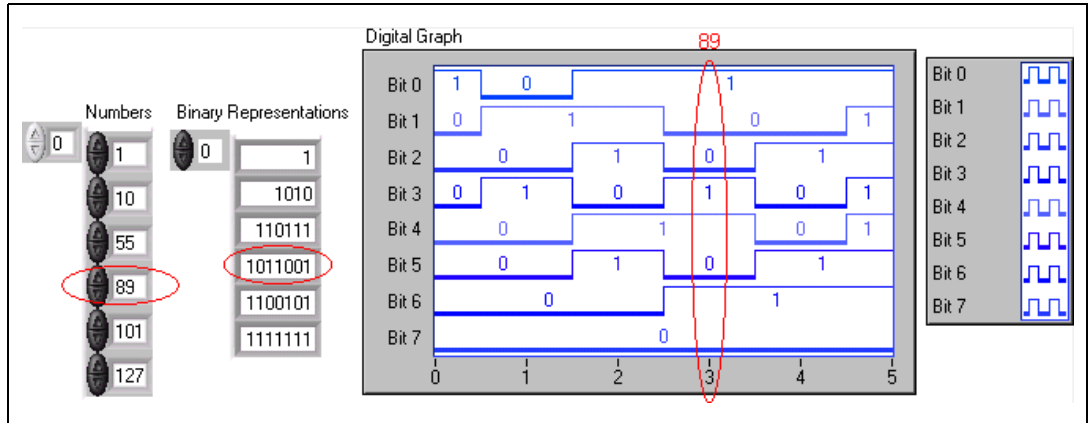 Digital Graph
89
Numbers
Binary Representations
0
1
10
55
89
101
127
0
1
1010
110111
1011001
1100101
1111111
Bit 0 1 0 1
Bit 1 0 1 0 1
Bit 2 0 1 0 1
Bit 3 0 1 0 1 0 1
Bit 4 0 1 0 1
Bit 5 0 1 0 1
Bit 6 0 1
Bit 7 0
0 1 2 3 4 5
Bit 0
Bit 1
Bit 2
Bit 3
Bit 4
Bit 5
Bit 6
Bit 7